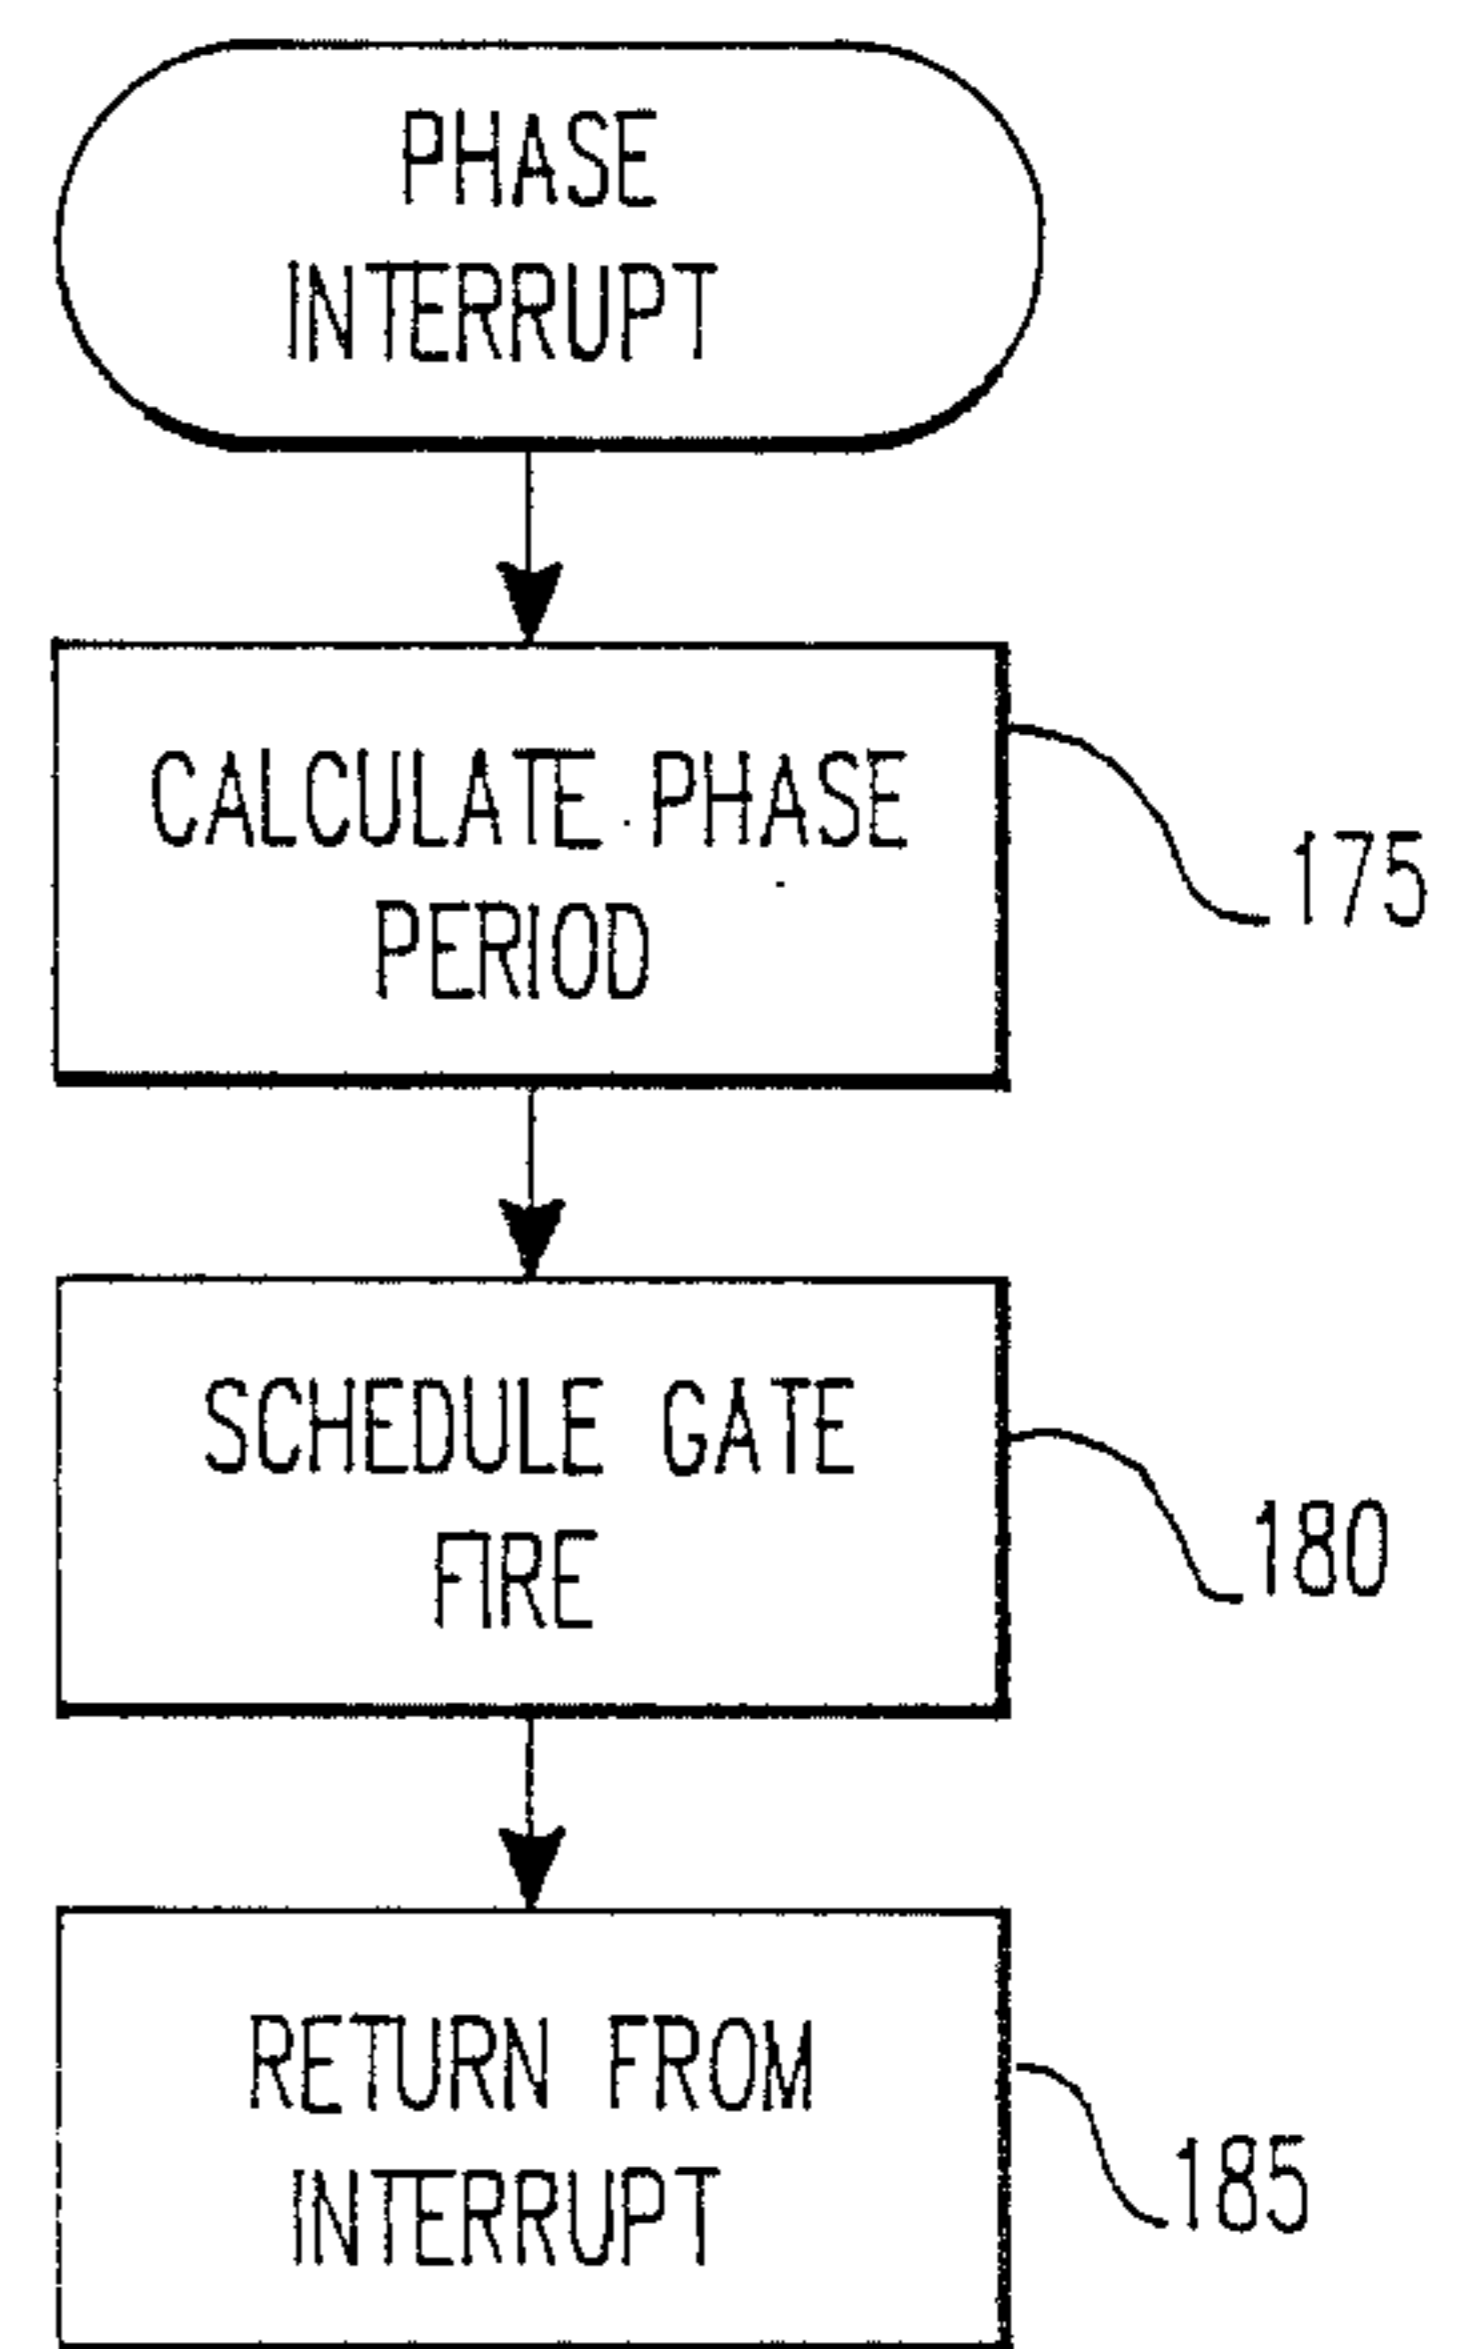 PHASE
INTERRUPT
CALCULATE PHASE
PERIOD
175
SCHEDULE GATE
FIRE
180
RETURN FROM
INTERRUPT
185